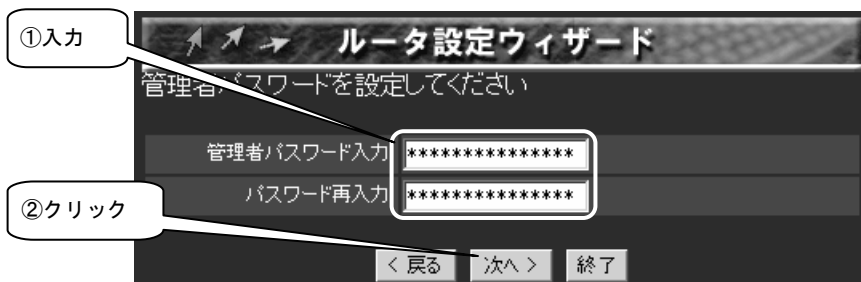 ①入力
ルータ設定ウィザード
管理者パスワードを設定してください
管理者パスワード入力 ***************
パスワード再入力 ***************
②クリック
< 戻る 次へ > 終了